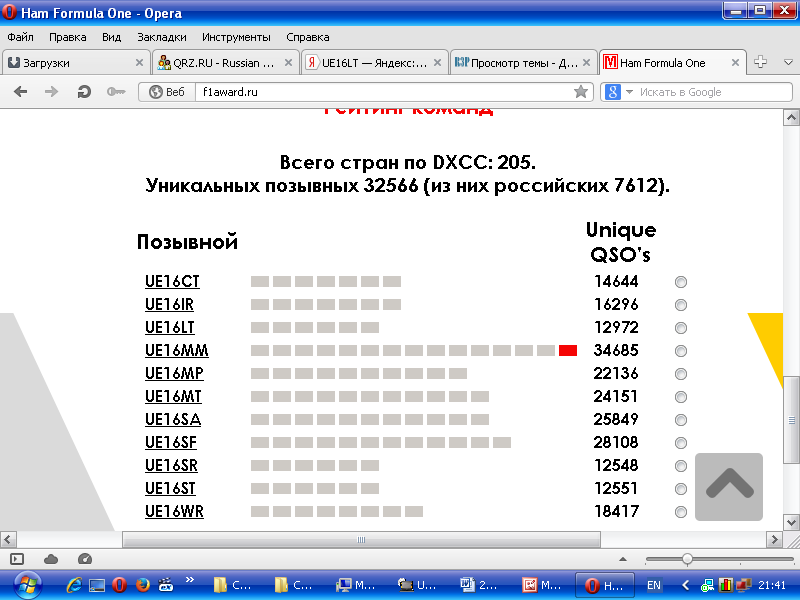 Ham Formula One - Opera
Файл Правка Вид Закладки Инструменты Справка
Загрузки
QRZ.RU - Russian ...
UE16LT — Яндекс:...
Просмотр темы - Д...
Ham Formula One
Веб f1award.ru
Искать в Google
Рейтинг команд
Всего стран по DXCC: 205.
Уникальных позывных 32566 (из них российских 7612).
Позывной Unique QSO's
UE16CT 14644
UE16IR 16296
UE16LT 12972
UE16MM 34685
UE16MP 22136
UE16MT 24151
UE16SA 25849
UE16SF 28108
UE16SR 12548
UE16ST 12551
UE16WR 18417
С... С... М... U... 2... М... Н... EN 21:41